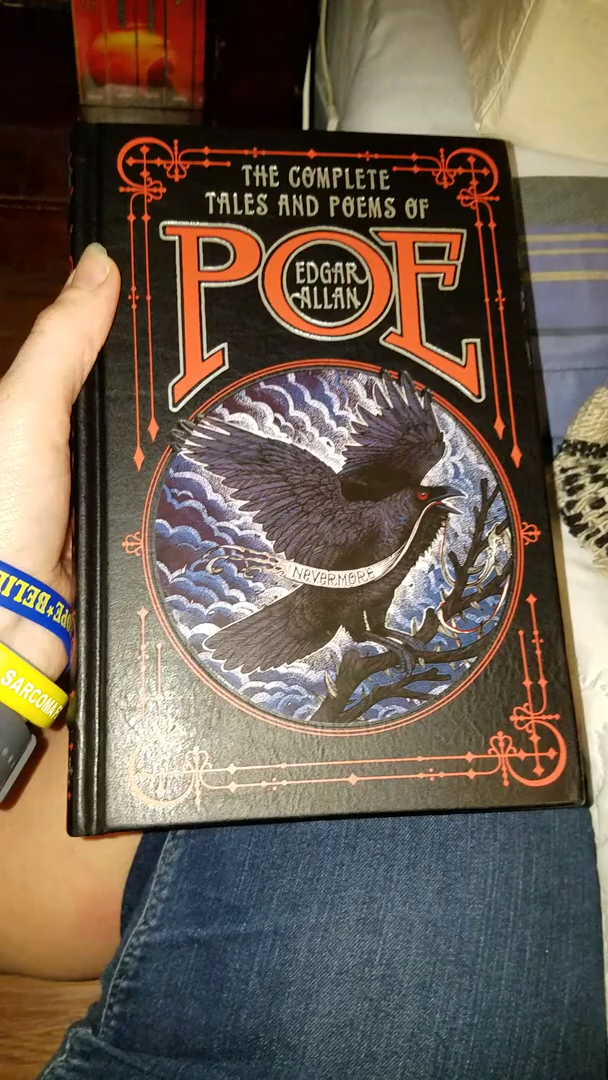 THE COMPLETE
TALES AND POEMS OF
POE
EDGAR
ALLAN
NEVERMORE
SARCOMA